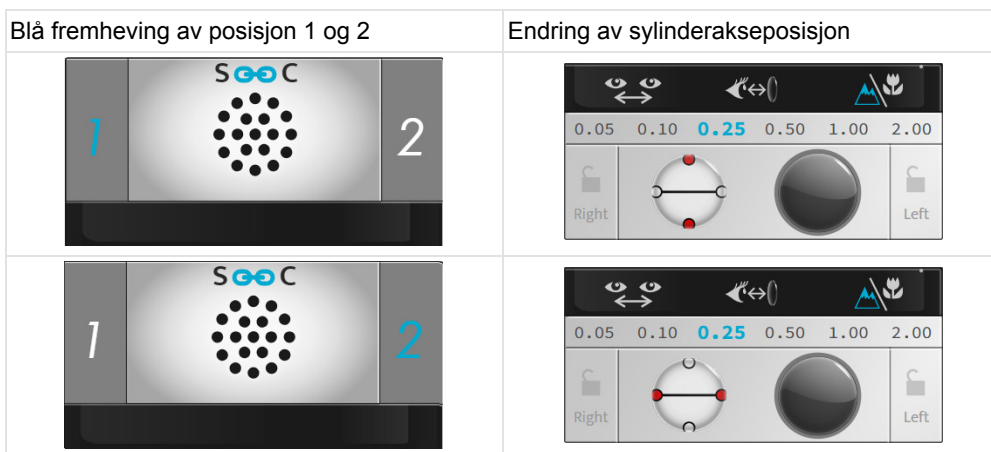 Blå fremheving av posisjon 1 og 2
Endring av sylinderakseposisjon
S C
1
2
0.05 0.10 0.25 0.50 1.00 2.00
Right
Left
S C
1
2
0.05 0.10 0.25 0.50 1.00 2.00
Right
Left